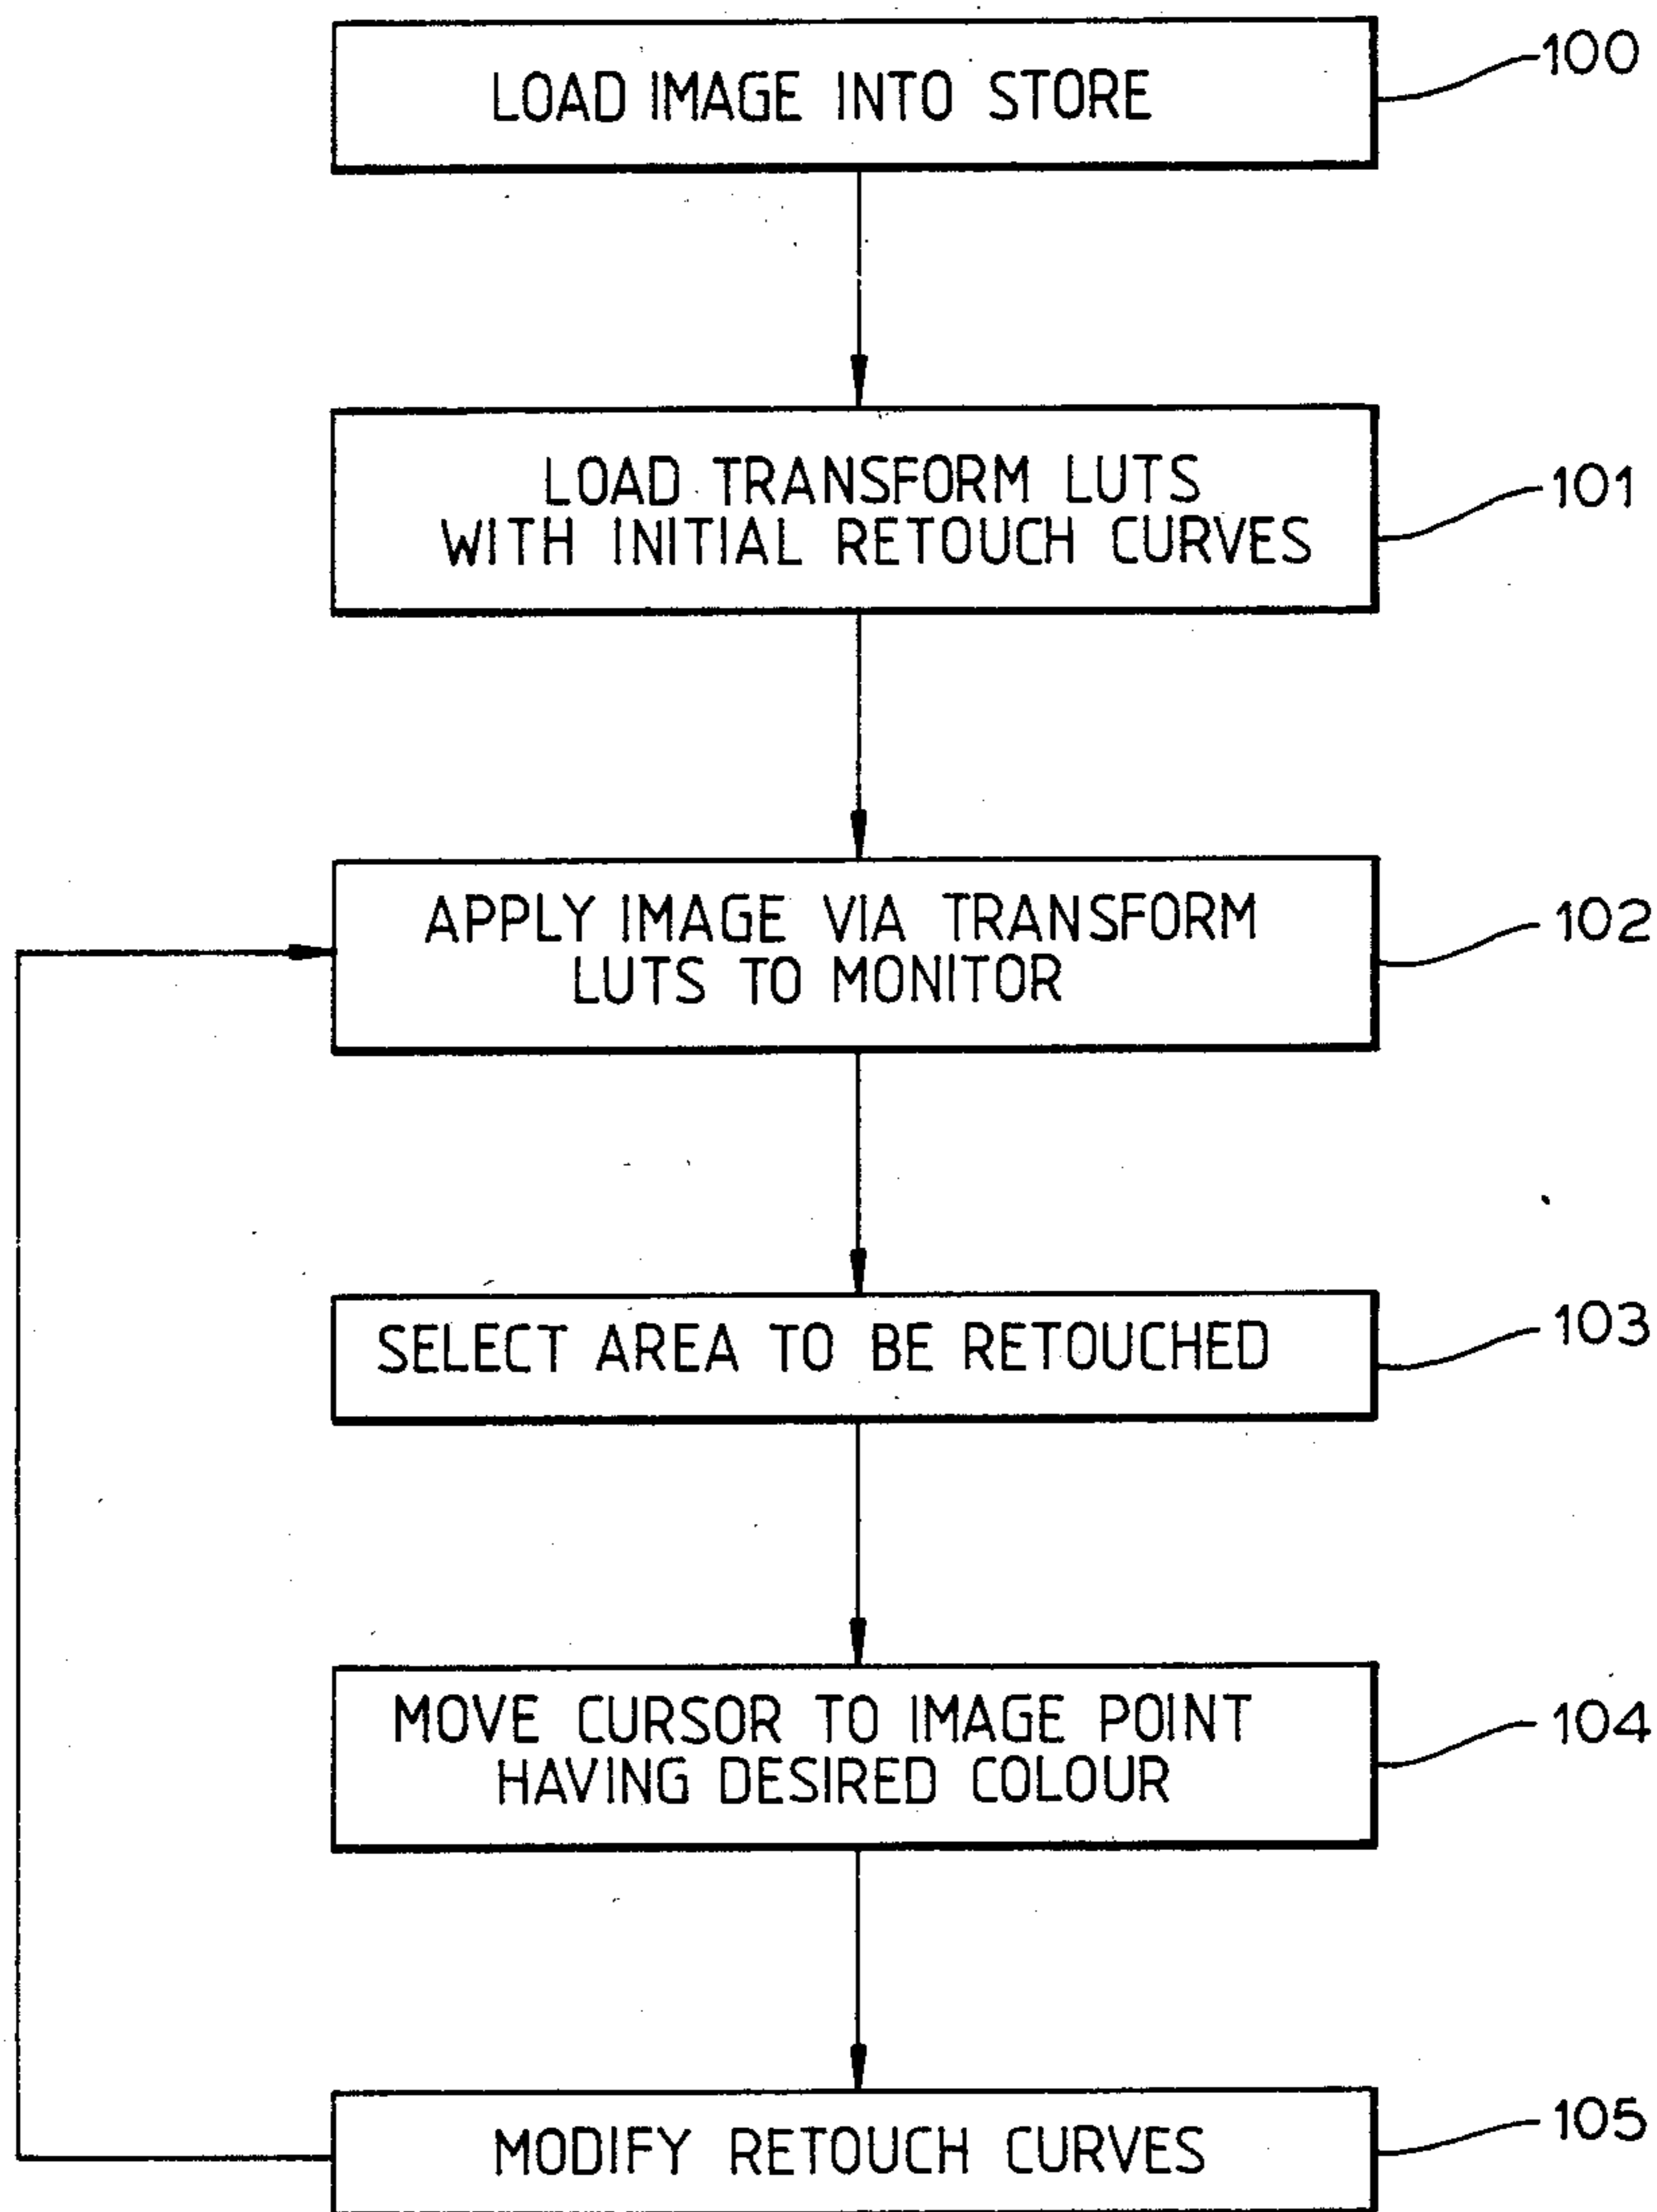 LOAD IMAGE INTO STORE
100
LOAD TRANSFORM LUTS
WITH INITIAL RETOUCH CURVES
101
APPLY IMAGE VIA TRANSFORM
LUTS TO MONITOR
102
SELECT AREA TO BE RETOUCHED
103
MOVE CURSOR TO IMAGE POINT
HAVING DESIRED COLOUR
104
MODIFY RETOUCH CURVES
105